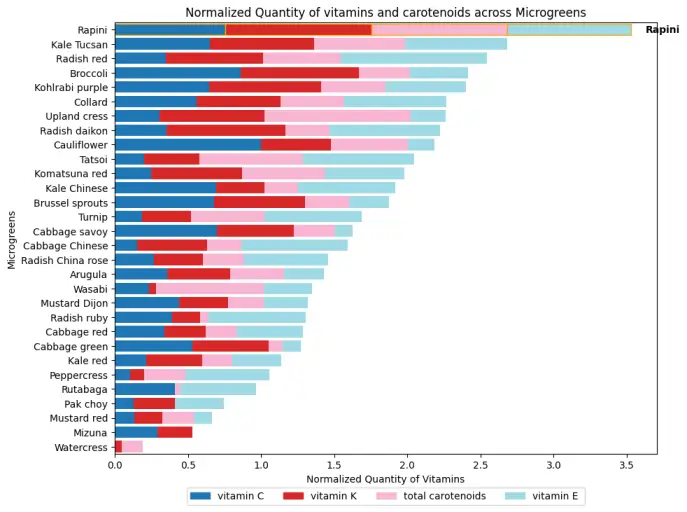 Normalized Quantity of vitamins and carotenoids across Microgreens
Rapini
Rapini
Kale Tucsan
Radish red
Broccoli
Kohlrabi purple
Collard
Upland cress
Radish daikon
Cauliflower
Tatsoi
Komatsuna red
Kale Chinese
Brussel sprouts
Turnip
Cabbage savoy
Cabbage Chinese
Radish China rose
Arugula
Wasabi
Mustard Dijon
Radish ruby
Cabbage red
Cabbage green
Kale red
Peppercress
Rutabaga
Pak choy
Mustard red
Mizuna
Watercress
Microgreens
0.0 0.5 1.0 1.5 2.0 2.5 3.0 3.5
Normalized Quantity of Vitamins
vitamin C vitamin K total carotenoids vitamin E